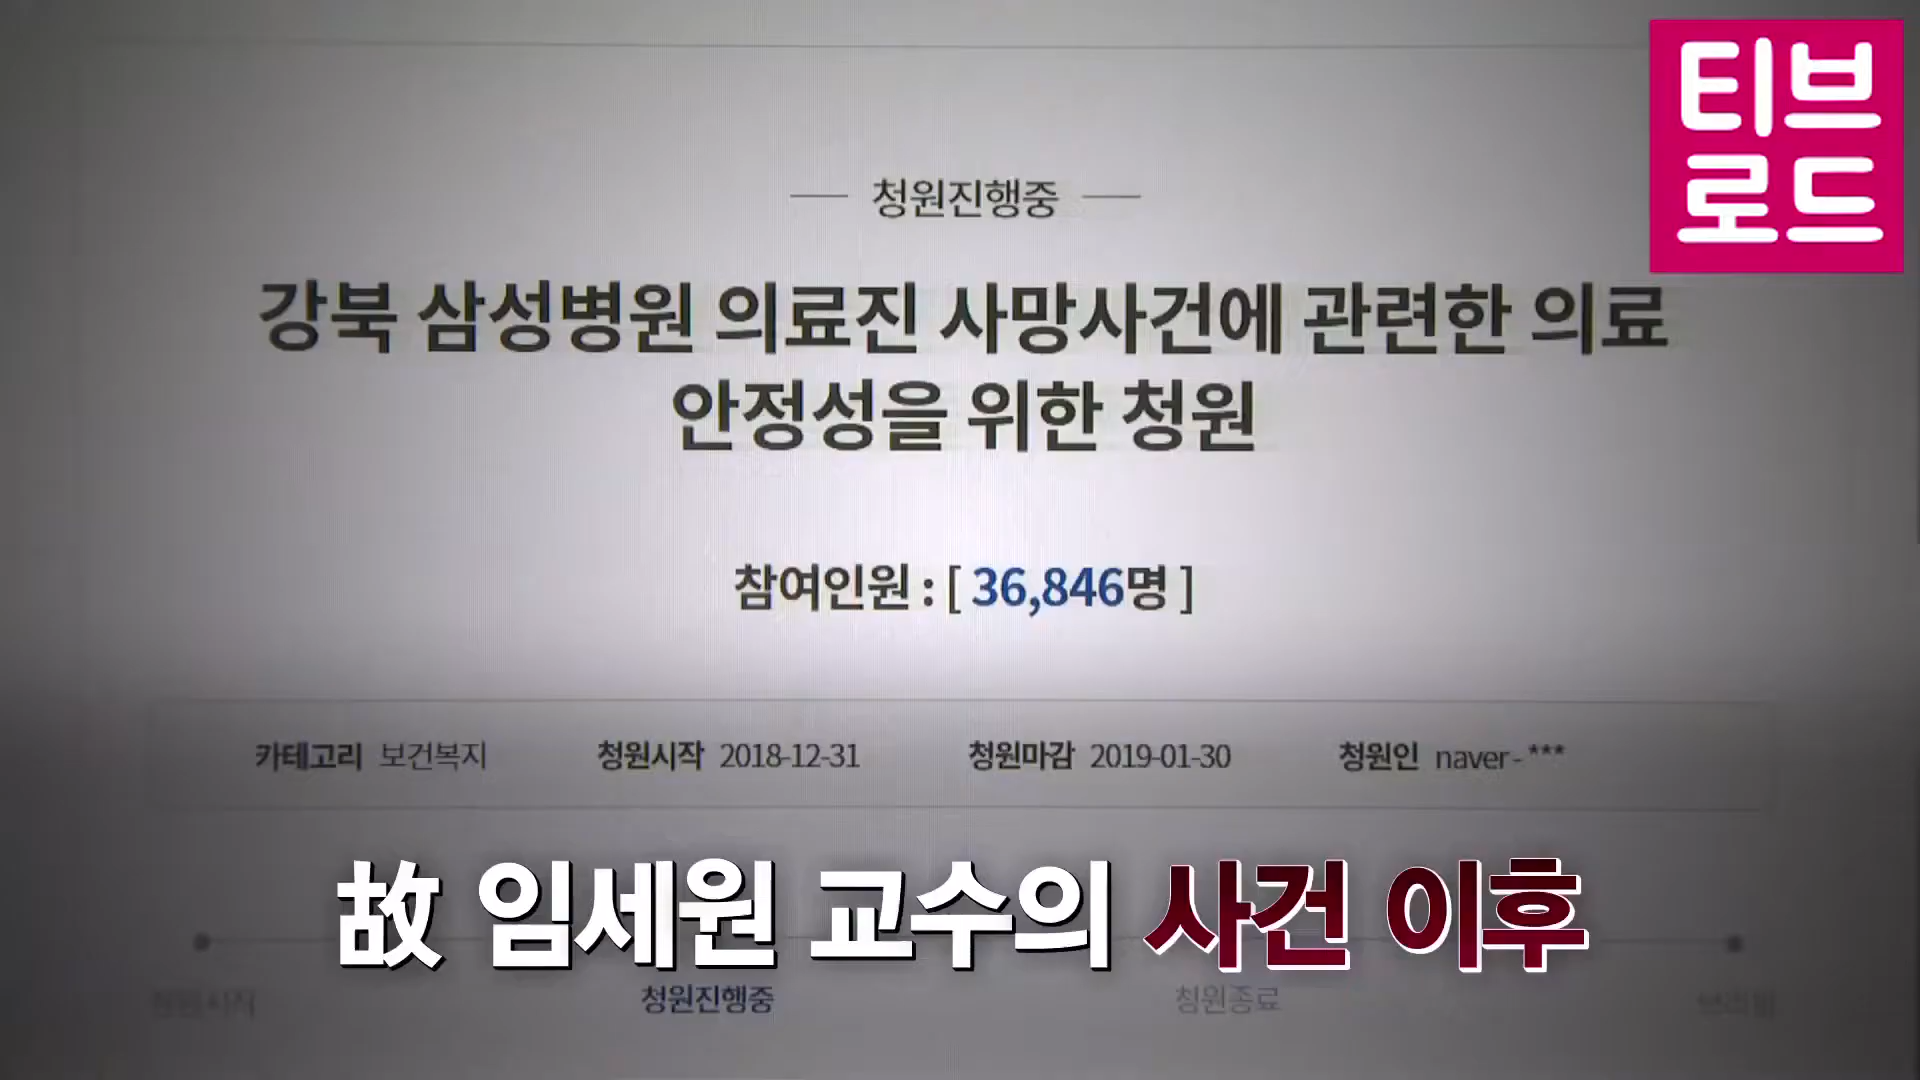 티브
로드
청원진행중
강북 삼성병원 의료진 사망사건에 관련한 의료
안정성을 위한 청원
참여인원 : [ 36,846명 ]
카테고리 보건복지 청원시작 2018-12-31 청원마감 2019-01-30 청원인 naver - ***
故 임세원 교수의 사건 이후
청원시작 청원진행중 청원종료